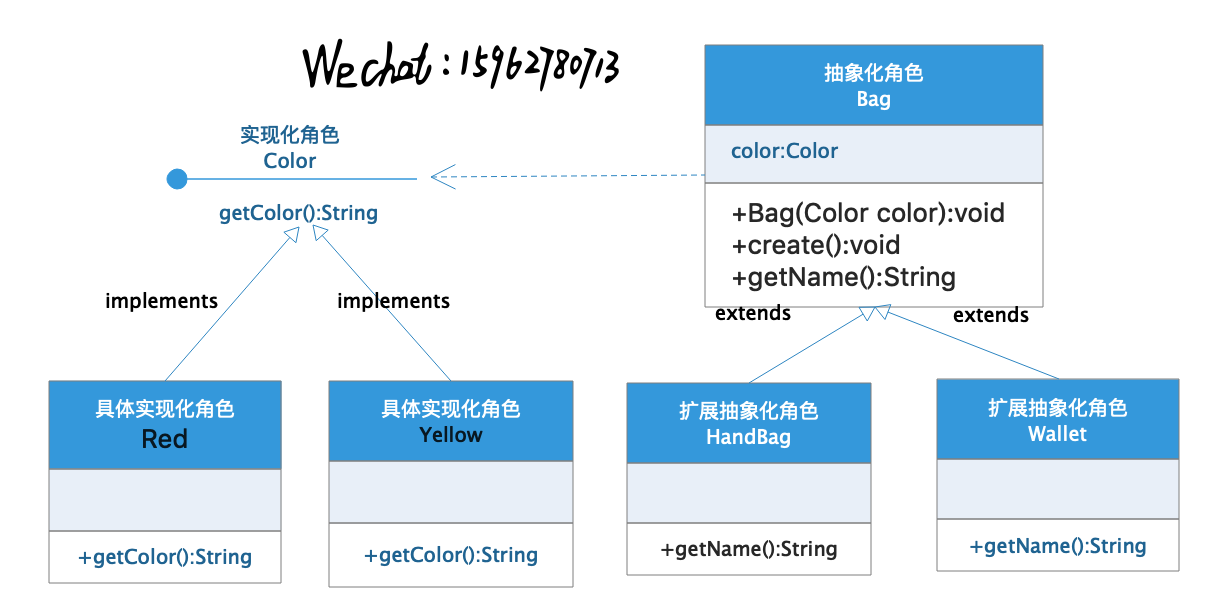 Wechat:15962780713
抽象化角色
Bag
color:Color
+Bag(Color color):void
+create():void
+getName():String
实现化角色
Color
getColor():String
implements
implements
extends
extends
具体实现化角色
Red
+getColor():String
具体实现化角色
Yellow
+getColor():String
扩展抽象化角色
HandBag
+getName():String
扩展抽象化角色
Wallet
+getName():String